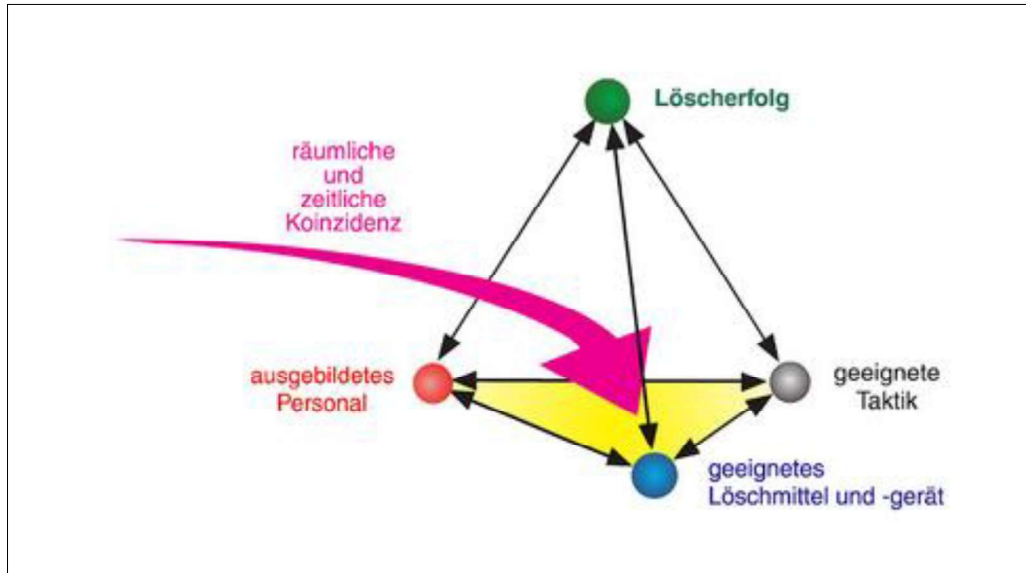 Löscherfolg
räumliche
und
zeitliche
Koinzidenz
ausgebildetes
Personal
geeignete
Taktik
geeignetes
Löschmittel und -gerät